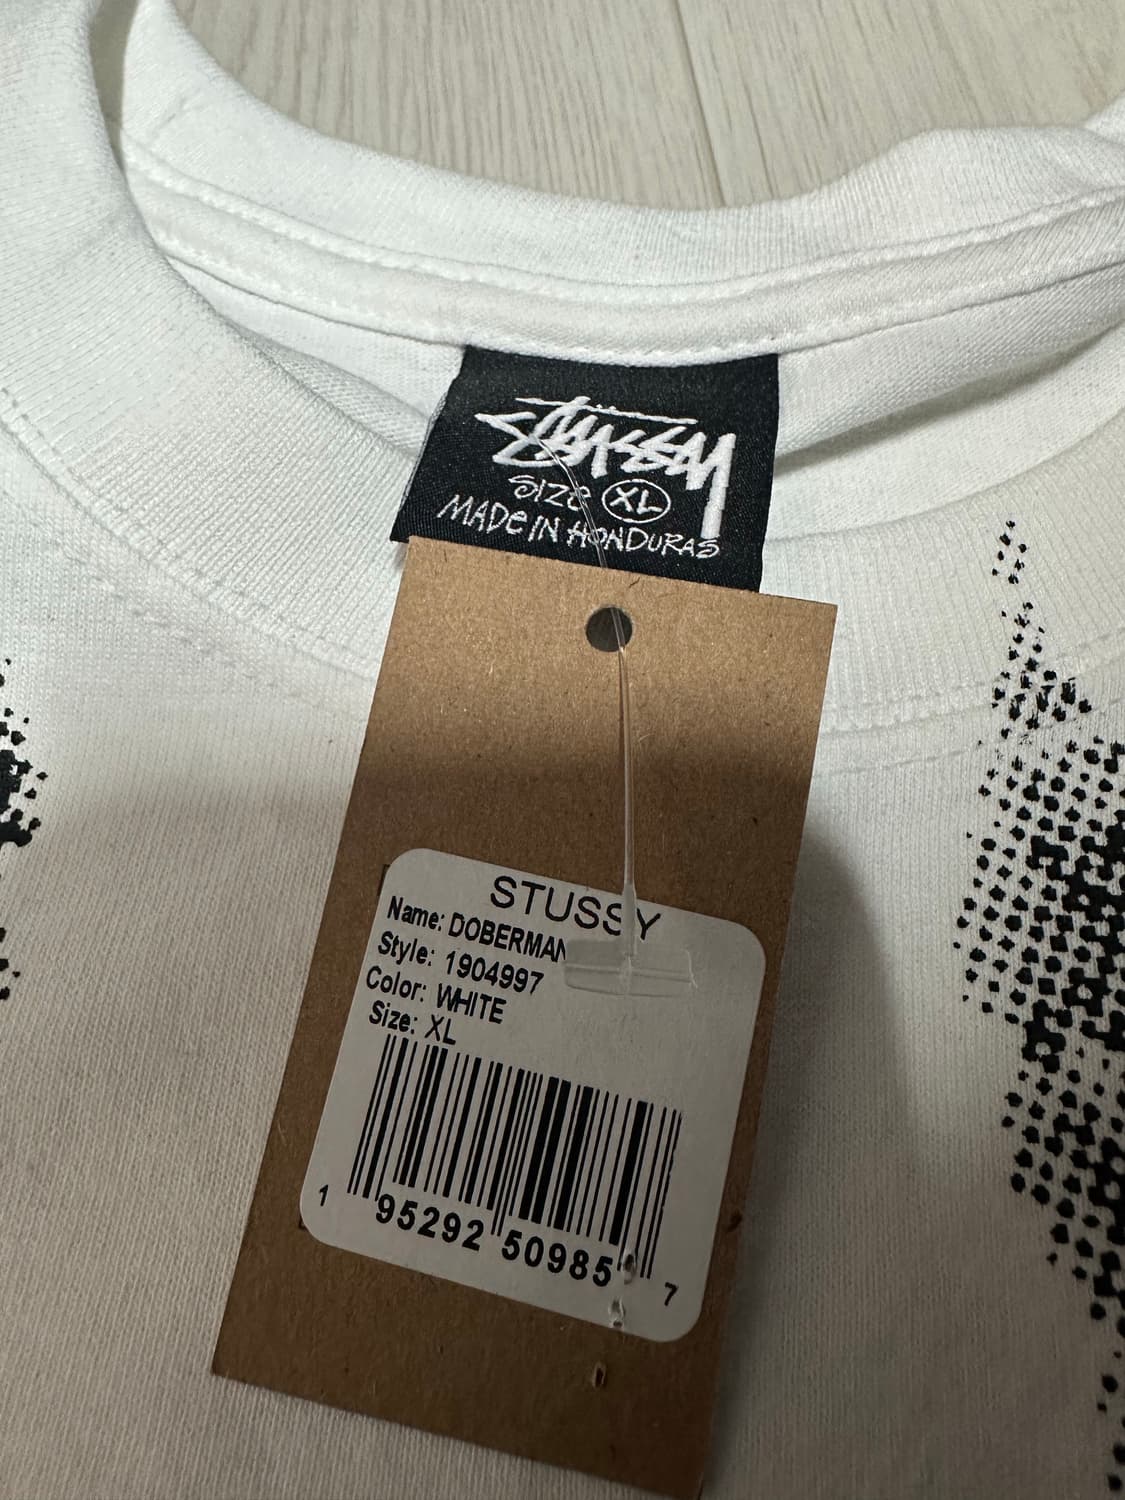 STUSSY
SIZE XL
MADE IN HONDURAS
STUSSY
Name: DOBERMAN
Style: 1904997
Color: WHITE
Size: XL
1 95292 50985 7